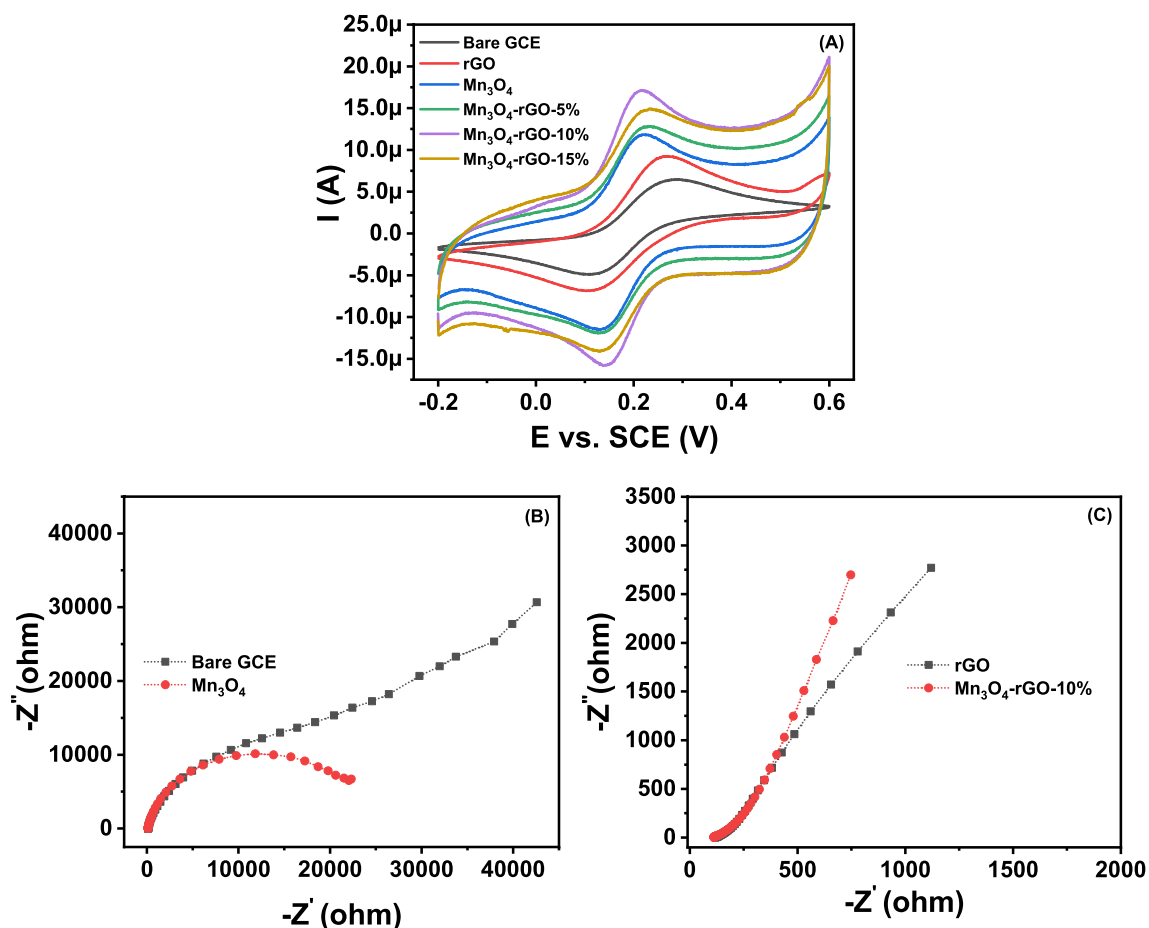 (A)
25.0µ
20.0µ
15.0µ
10.0µ
5.0µ
0.0
-5.0µ
-10.0µ
-15.0µ
I (A)
Bare GCE
rGO
Mn₃O₄
Mn₃O₄-rGO-5%
Mn₃O₄-rGO-10%
Mn₃O₄-rGO-15%
-0.2 0.0 0.2 0.4 0.6
E vs. SCE (V)
(B)
40000
30000
20000
10000
0
-Z''(ohm)
Bare GCE
Mn₃O₄
0 10000 20000 30000 40000
-Z' (ohm)
(C)
3500
3000
2500
2000
1500
1000
500
0
-Z''(ohm)
rGO
Mn₃O₄-rGO-10%
0 500 1000 1500 2000
-Z' (ohm)